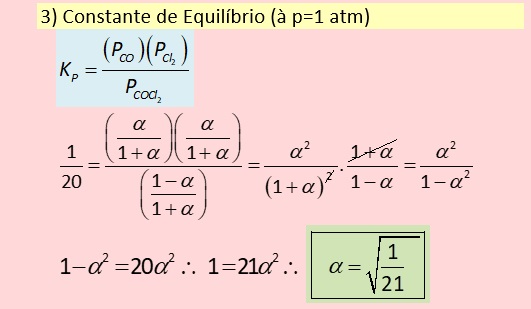 3) Constante de Equilíbrio (à p=1 atm)
K_P = (P_CO)(P_Cl₂) / P_COCl₂
1/20 = (α/(1+α))(α/(1+α)) / ((1−α)/(1+α)) = α²/(1+α)² · (1+α)/(1−α) = α²/(1−α²)
1−α² =20α² ∴ 1=21α² ∴ α = √(1/21)